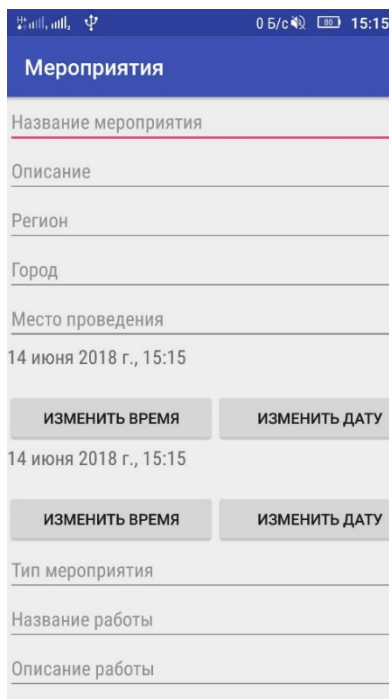 0 Б/с 80 15:15
Мероприятия
Название мероприятия
Описание
Регион
Город
Место проведения
14 июня 2018 г., 15:15
ИЗМЕНИТЬ ВРЕМЯ ИЗМЕНИТЬ ДАТУ
14 июня 2018 г., 15:15
ИЗМЕНИТЬ ВРЕМЯ ИЗМЕНИТЬ ДАТУ
Тип мероприятия
Название работы
Описание работы